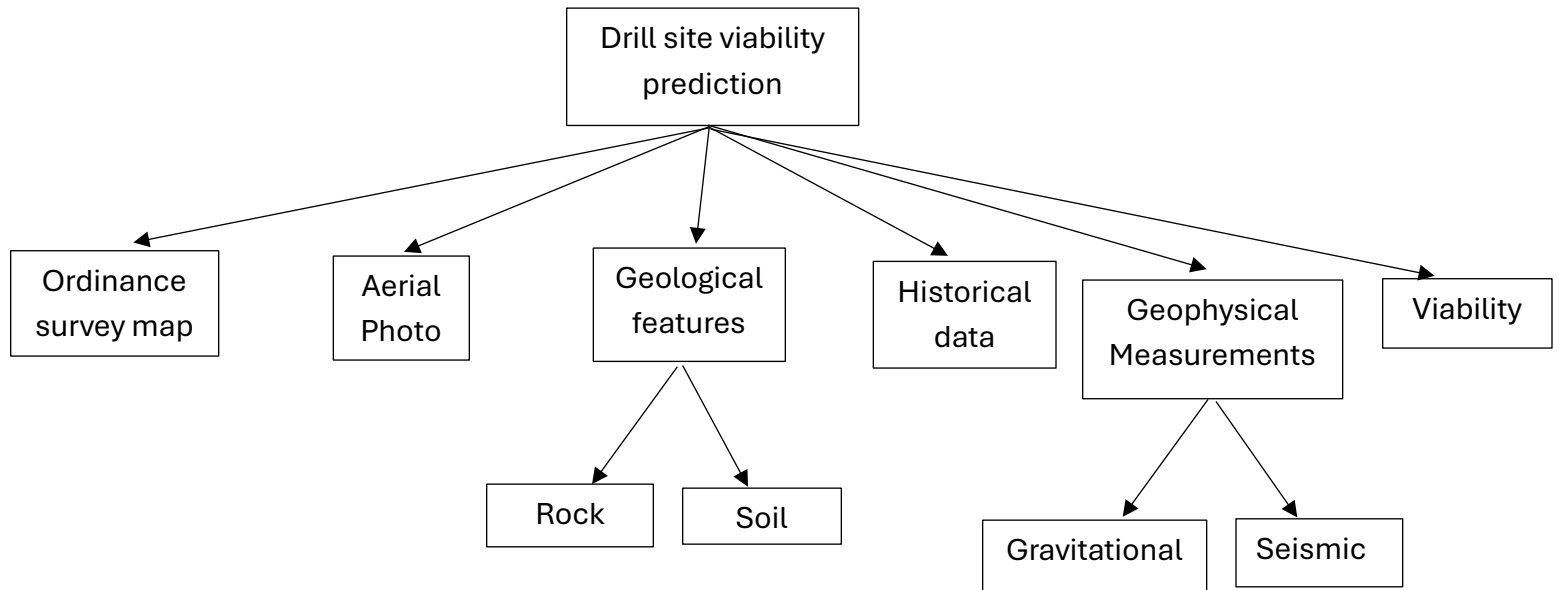 Drill site viability
prediction
Ordinance
survey map
Aerial
Photo
Geological
features
Historical
data
Geophysical
Measurements
Viability
Rock
Soil
Gravitational
Seismic